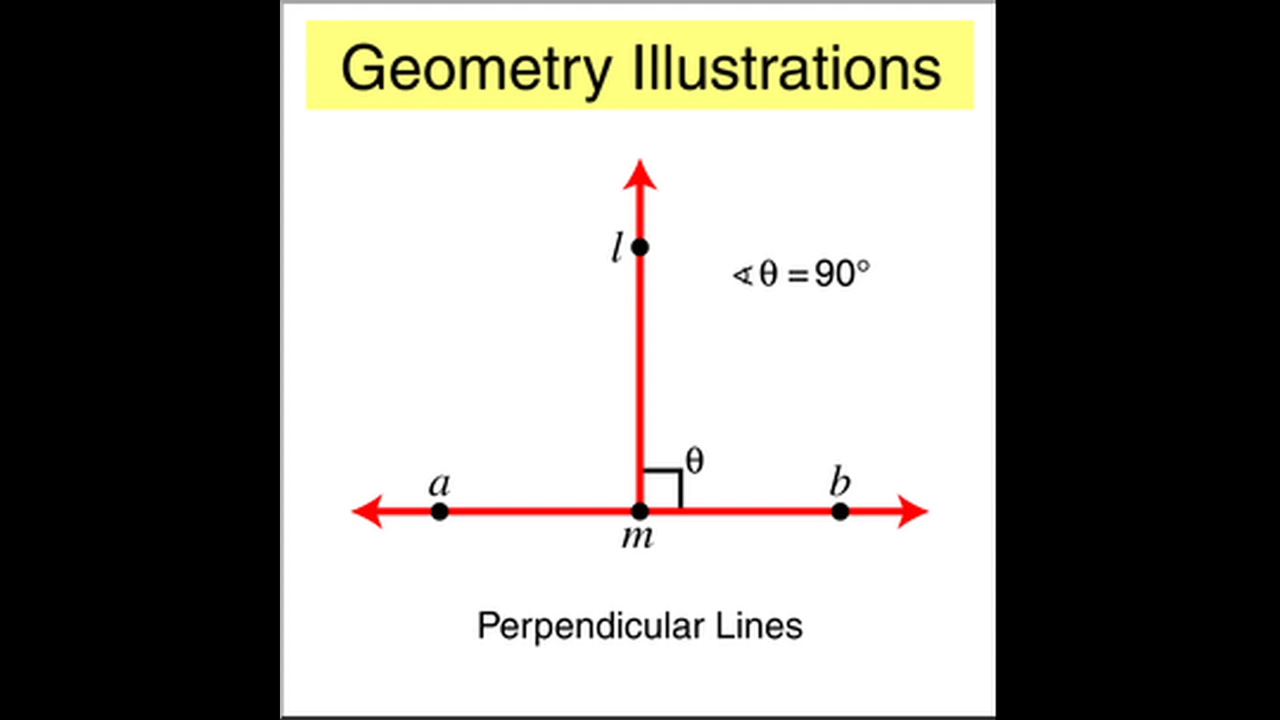 Geometry Illustrations
l
∢ θ = 90°
θ
a
b
m
Perpendicular Lines